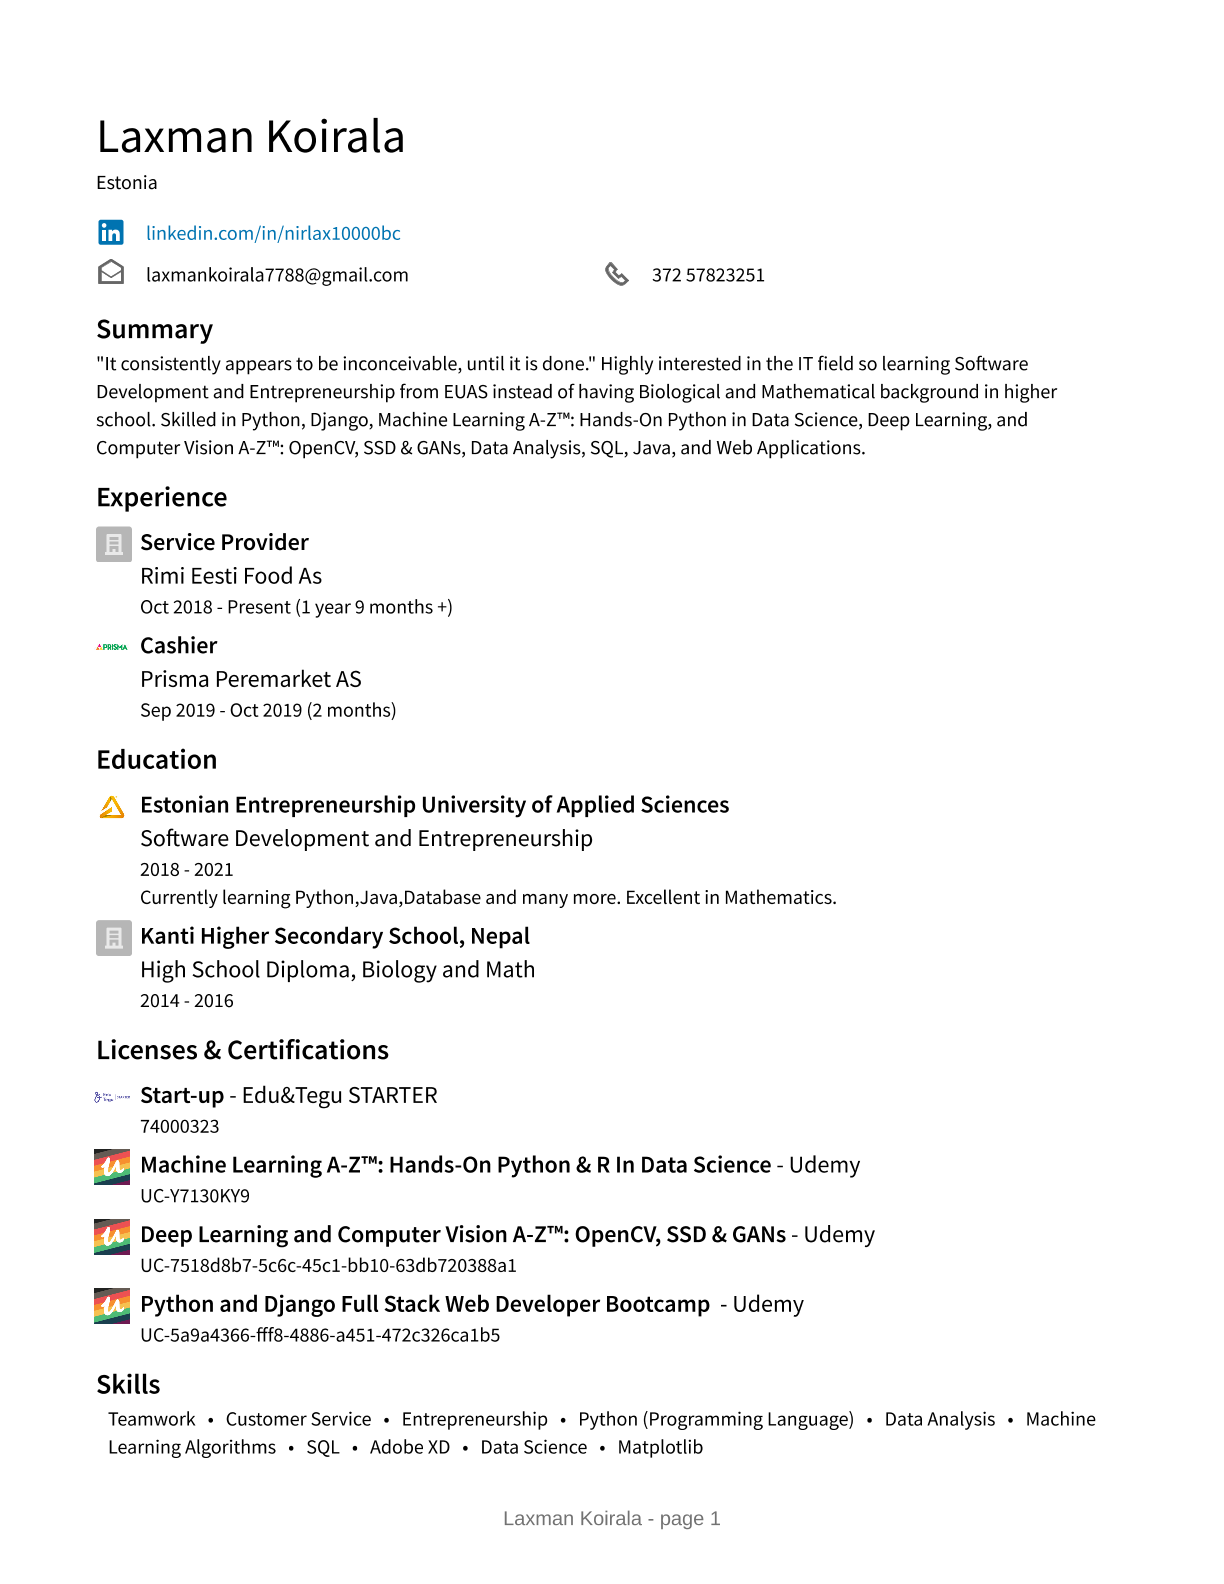 Laxman Koirala
Estonia
linkedin.com/in/nirlax10000bc
laxmankoirala7788@gmail.com 372 57823251
Summary
"It consistently appears to be inconceivable, until it is done." Highly interested in the IT field so learning Software
Development and Entrepreneurship from EUAS instead of having Biological and Mathematical background in higher
school. Skilled in Python, Django, Machine Learning A-Z™: Hands-On Python in Data Science, Deep Learning, and
Computer Vision A-Z™: OpenCV, SSD & GANs, Data Analysis, SQL, Java, and Web Applications.
Experience
Service Provider
Rimi Eesti Food As
Oct 2018 - Present (1 year 9 months +)
PRISMA Cashier
Prisma Peremarket AS
Sep 2019 - Oct 2019 (2 months)
Education
Estonian Entrepreneurship University of Applied Sciences
Software Development and Entrepreneurship
2018 - 2021
Currently learning Python,Java,Database and many more. Excellent in Mathematics.
Kanti Higher Secondary School, Nepal
High School Diploma, Biology and Math
2014 - 2016
Licenses & Certifications
Start-up - Edu&Tegu STARTER
74000323
Machine Learning A-Z™: Hands-On Python & R In Data Science - Udemy
UC-Y7130KY9
Deep Learning and Computer Vision A-Z™: OpenCV, SSD & GANs - Udemy
UC-7518d8b7-5c6c-45c1-bb10-63db720388a1
Python and Django Full Stack Web Developer Bootcamp - Udemy
UC-5a9a4366-fff8-4886-a451-472c326ca1b5
Skills
Teamwork • Customer Service • Entrepreneurship • Python (Programming Language) • Data Analysis • Machine
Learning Algorithms • SQL • Adobe XD • Data Science • Matplotlib
Laxman Koirala - page 1